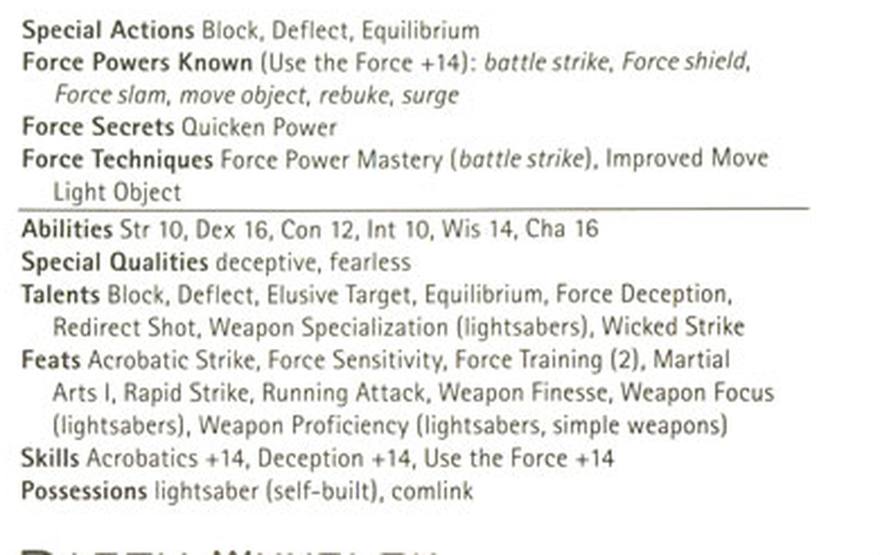 Special Actions Block, Deflect, Equilibrium
Force Powers Known (Use the Force +14): battle strike, Force shield,
Force slam, move object, rebuke, surge
Force Secrets Quicken Power
Force Techniques Force Power Mastery (battle strike), Improved Move
Light Object
Abilities Str 10, Dex 16, Con 12, Int 10, Wis 14, Cha 16
Special Qualities deceptive, fearless
Talents Block, Deflect, Elusive Target, Equilibrium, Force Deception,
Redirect Shot, Weapon Specialization (lightsabers), Wicked Strike
Feats Acrobatic Strike, Force Sensitivity, Force Training (2), Martial
Arts I, Rapid Strike, Running Attack, Weapon Finesse, Weapon Focus
(lightsabers), Weapon Proficiency (lightsabers, simple weapons)
Skills Acrobatics +14, Deception +14, Use the Force +14
Possessions lightsaber (self-built), comlink